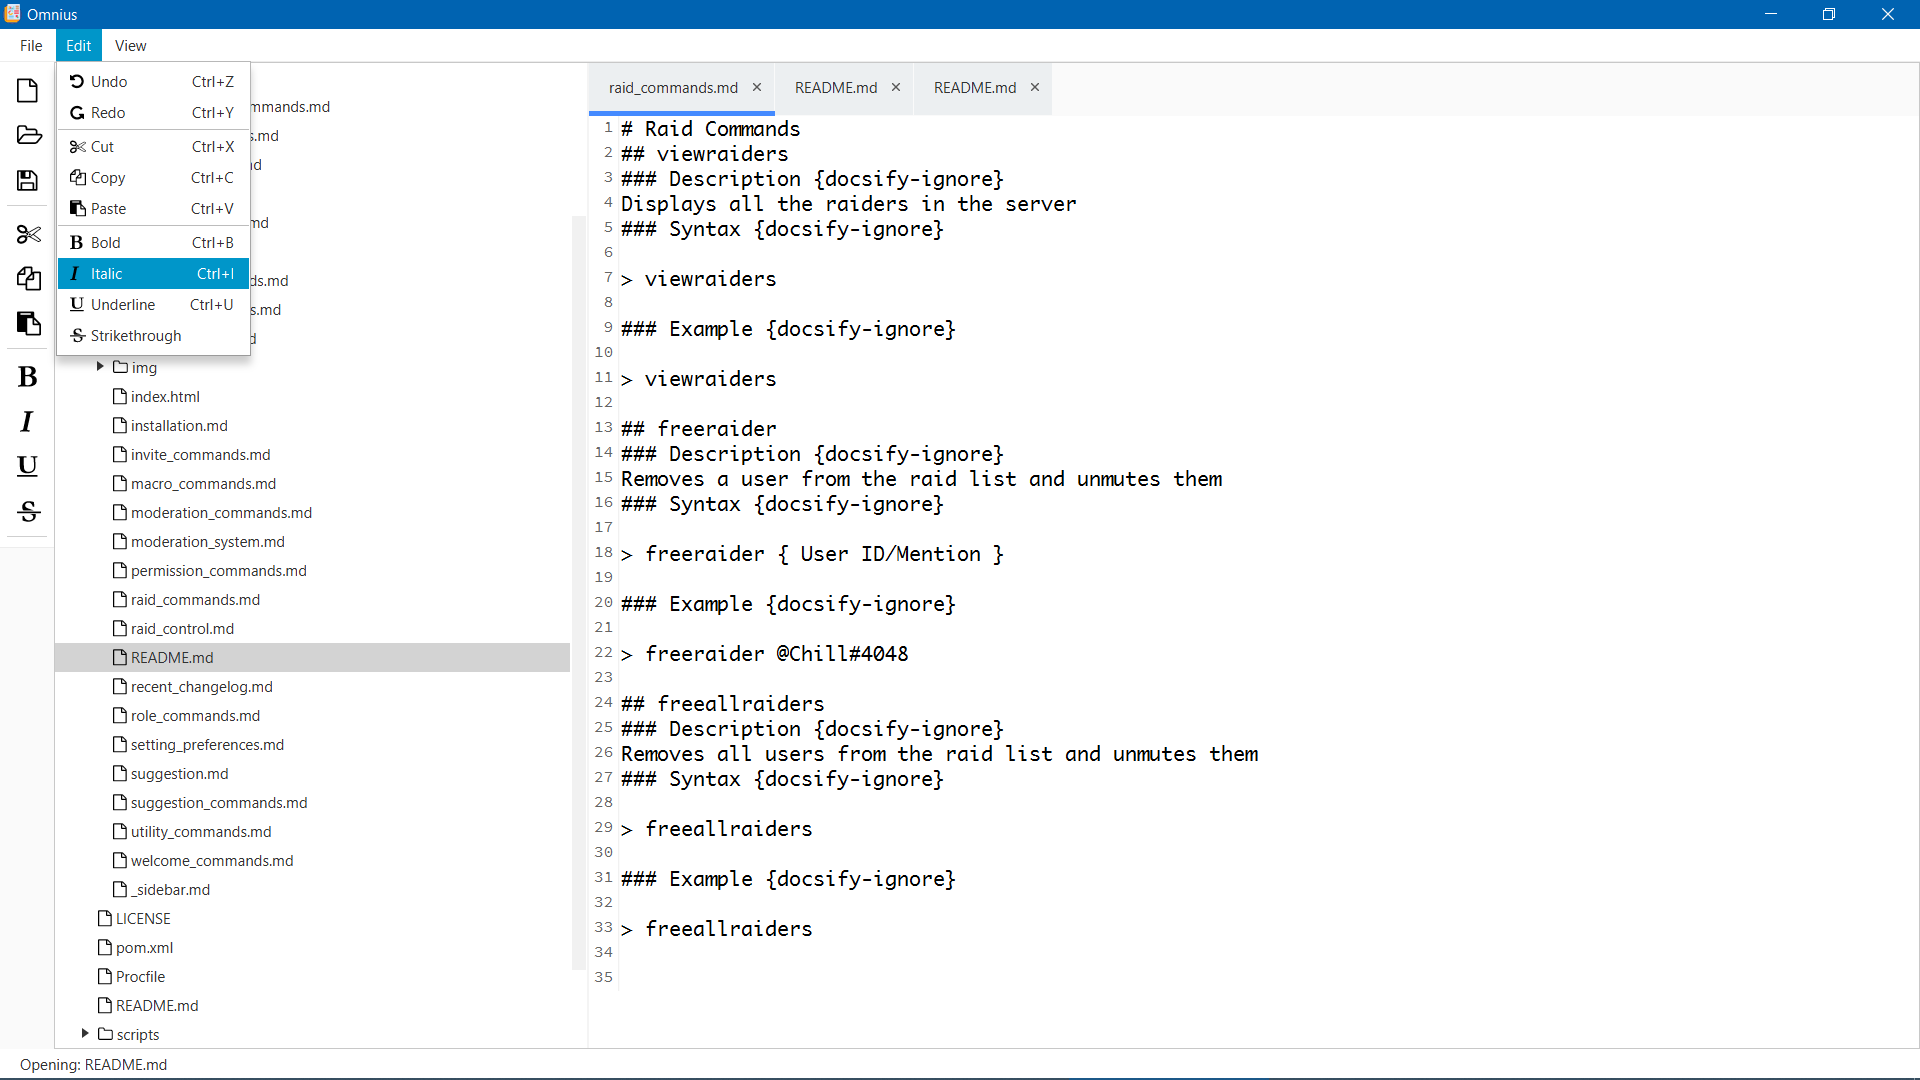 Omnius
File Edit View
Undo Ctrl+Z
Redo Ctrl+Y
Cut Ctrl+X
Copy Ctrl+C
Paste Ctrl+V
B Bold Ctrl+B
I Italic Ctrl+I
U Underline Ctrl+U
S Strikethrough
B
I
U
S
mmands.md
s.md
md
ds.md
s.md
img
index.html
installation.md
invite_commands.md
macro_commands.md
moderation_commands.md
moderation_system.md
permission_commands.md
raid_commands.md
raid_control.md
README.md
recent_changelog.md
role_commands.md
setting_preferences.md
suggestion.md
suggestion_commands.md
utility_commands.md
welcome_commands.md
_sidebar.md
LICENSE
pom.xml
Procfile
README.md
scripts
raid_commands.md × README.md × README.md ×
1 # Raid Commands
2 ## viewraiders
3 ### Description {docsify-ignore}
4 Displays all the raiders in the server
5 ### Syntax {docsify-ignore}
6
7 > viewraiders
8
9 ### Example {docsify-ignore}
10
11 > viewraiders
12
13 ## freeraider
14 ### Description {docsify-ignore}
15 Removes a user from the raid list and unmutes them
16 ### Syntax {docsify-ignore}
17
18 > freeraider { User ID/Mention }
19
20 ### Example {docsify-ignore}
21
22 > freeraider @Chill#4048
23
24 ## freeallraiders
25 ### Description {docsify-ignore}
26 Removes all users from the raid list and unmutes them
27 ### Syntax {docsify-ignore}
28
29 > freeallraiders
30
31 ### Example {docsify-ignore}
32
33 > freeallraiders
34
35
Opening: README.md